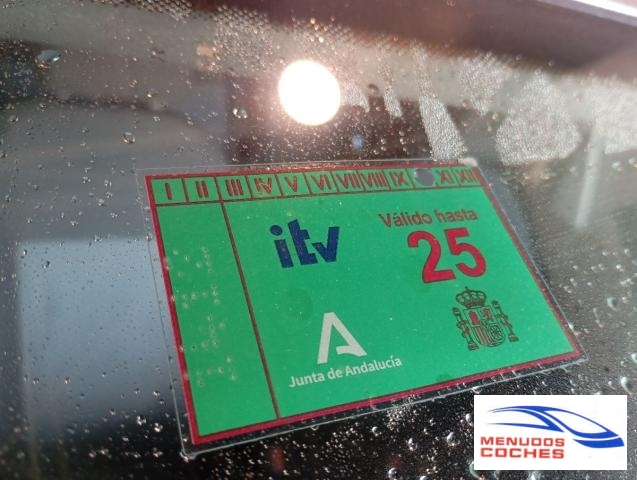 I II III IV V VI VII VIII IX XI XII
itv
Válido hasta
25
Junta de Andalucía
MENUDOS
COCHES